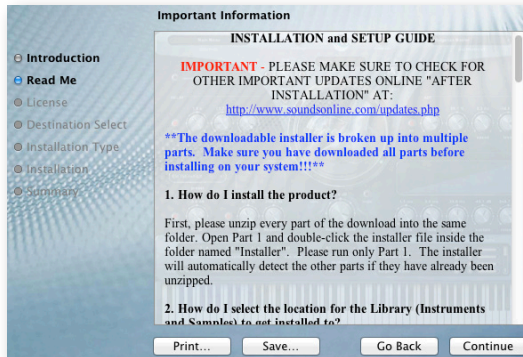 Important Information
INSTALLATION and SETUP GUIDE
IMPORTANT - PLEASE MAKE SURE TO CHECK FOR
OTHER IMPORTANT UPDATES ONLINE "AFTER
INSTALLATION" AT:
http://www.soundsonline.com/updates.php
**The downloadable installer is broken up into multiple
parts.  Make sure you have downloaded all parts before
installing on your system!!!**
1. How do I install the product?
First, please unzip every part of the download into the same
folder. Open Part 1 and double-click the installer file inside the
folder named "Installer".  Please run only Part 1.  The installer
will automatically detect the other parts if they have already been
unzipped.
2. How do I select the location for the Library (Instruments
and Samples) to get installed to?
Introduction
Read Me
License
Destination Select
Installation Type
Installation
Summary
Print...
Save...
Go Back
Continue